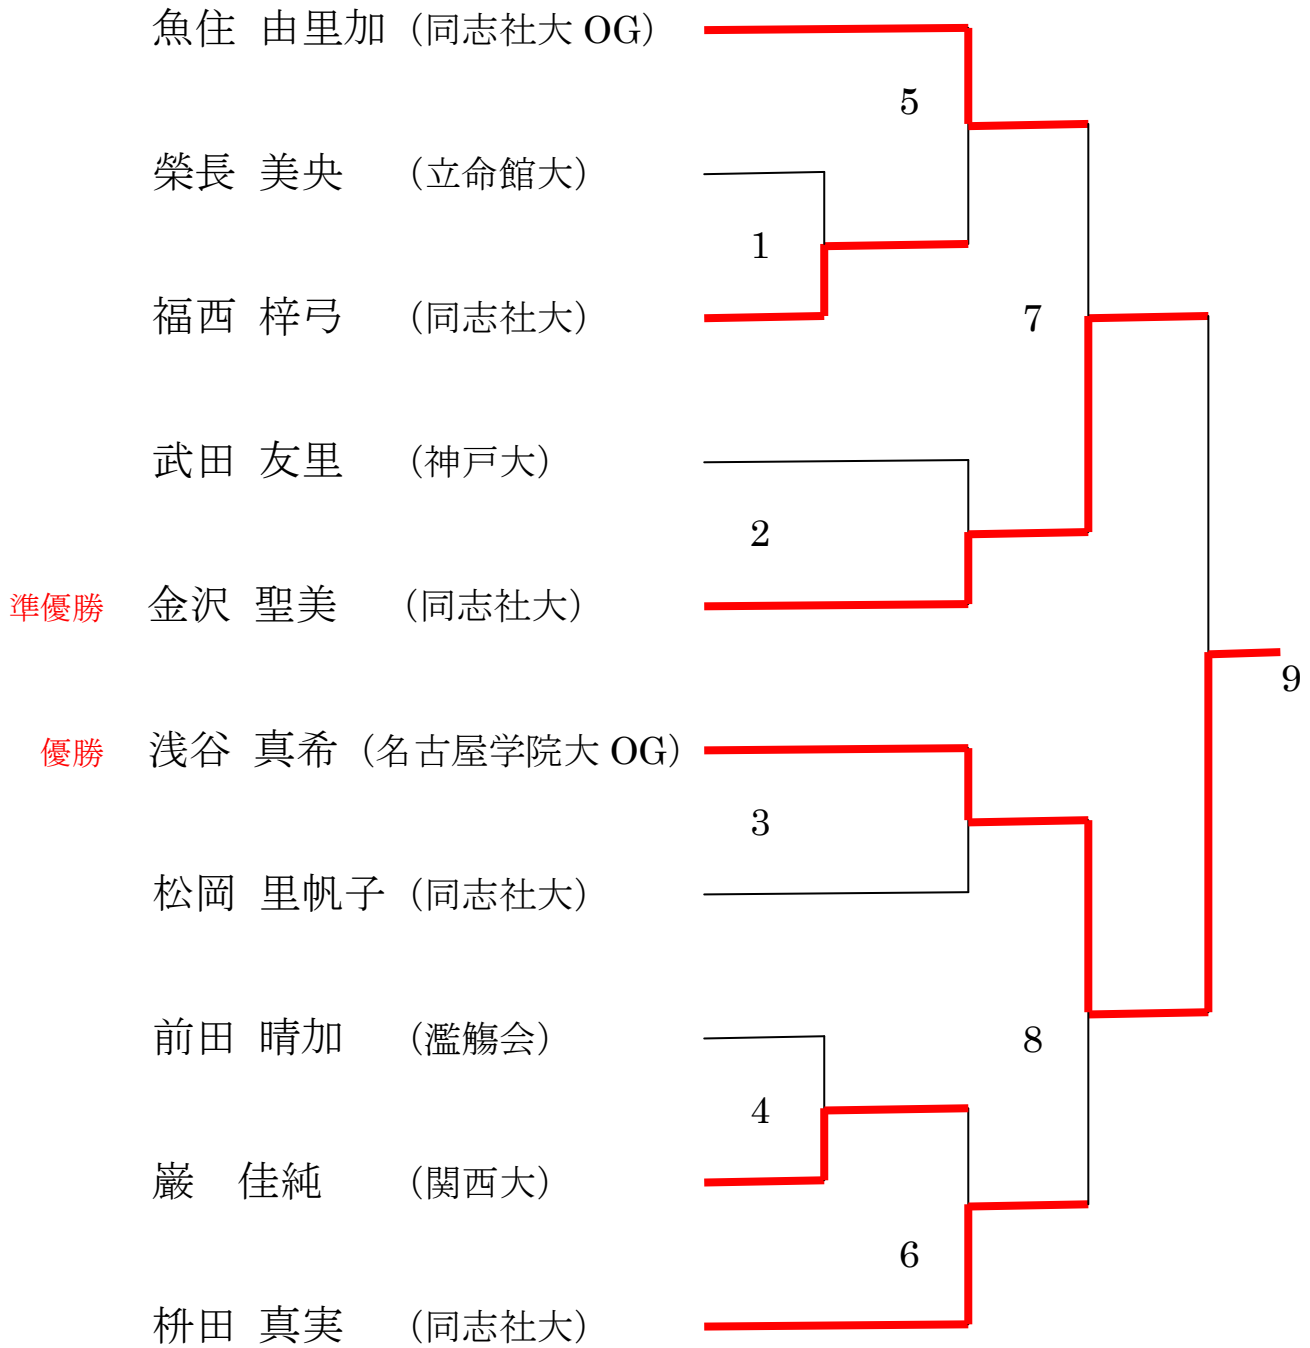 魚住 由里加（同志社大 OG）
5
榮長 美央 （立命館大）
1
福西 梓弓 （同志社大）
7
武田 友里 （神戸大）
2
準優勝 金沢 聖美 （同志社大）
9
優勝 浅谷 真希（名古屋学院大 OG）
3
松岡 里帆子（同志社大）
前田 晴加 （濫觴会）
8
4
巌 佳純 （関西大）
6
枡田 真実 （同志社大）